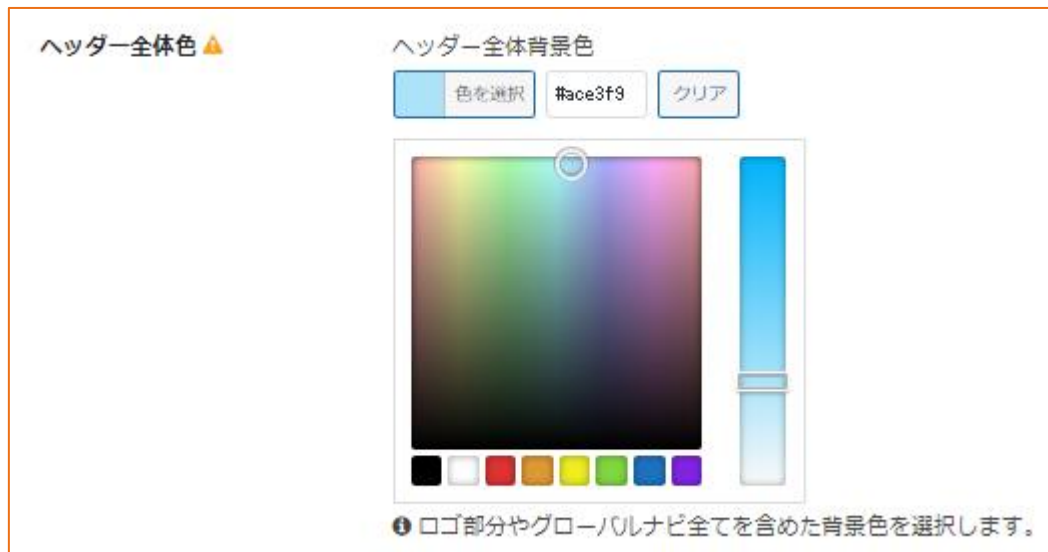 ヘッダー全体色
ヘッダー全体背景色
色を選択 #ace3f9 クリア
ロゴ部分やグローバルナビ全てを含めた背景色を選択します。